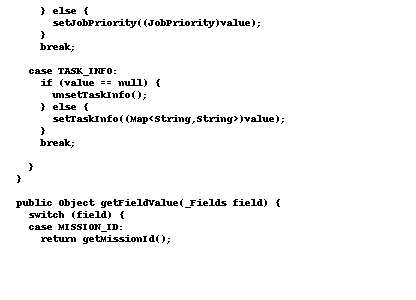 } else {
setJobPriority((JobPriority)value);
}
break;
case TASK_INFO:
if (value == null) {
unsetTaskInfo();
} else {
setTaskInfo((Map<String,String>)value);
}
break;
}
}
public Object getFieldValue(_Fields field) {
switch (field) {
case MISSION_ID:
return getMissionId();